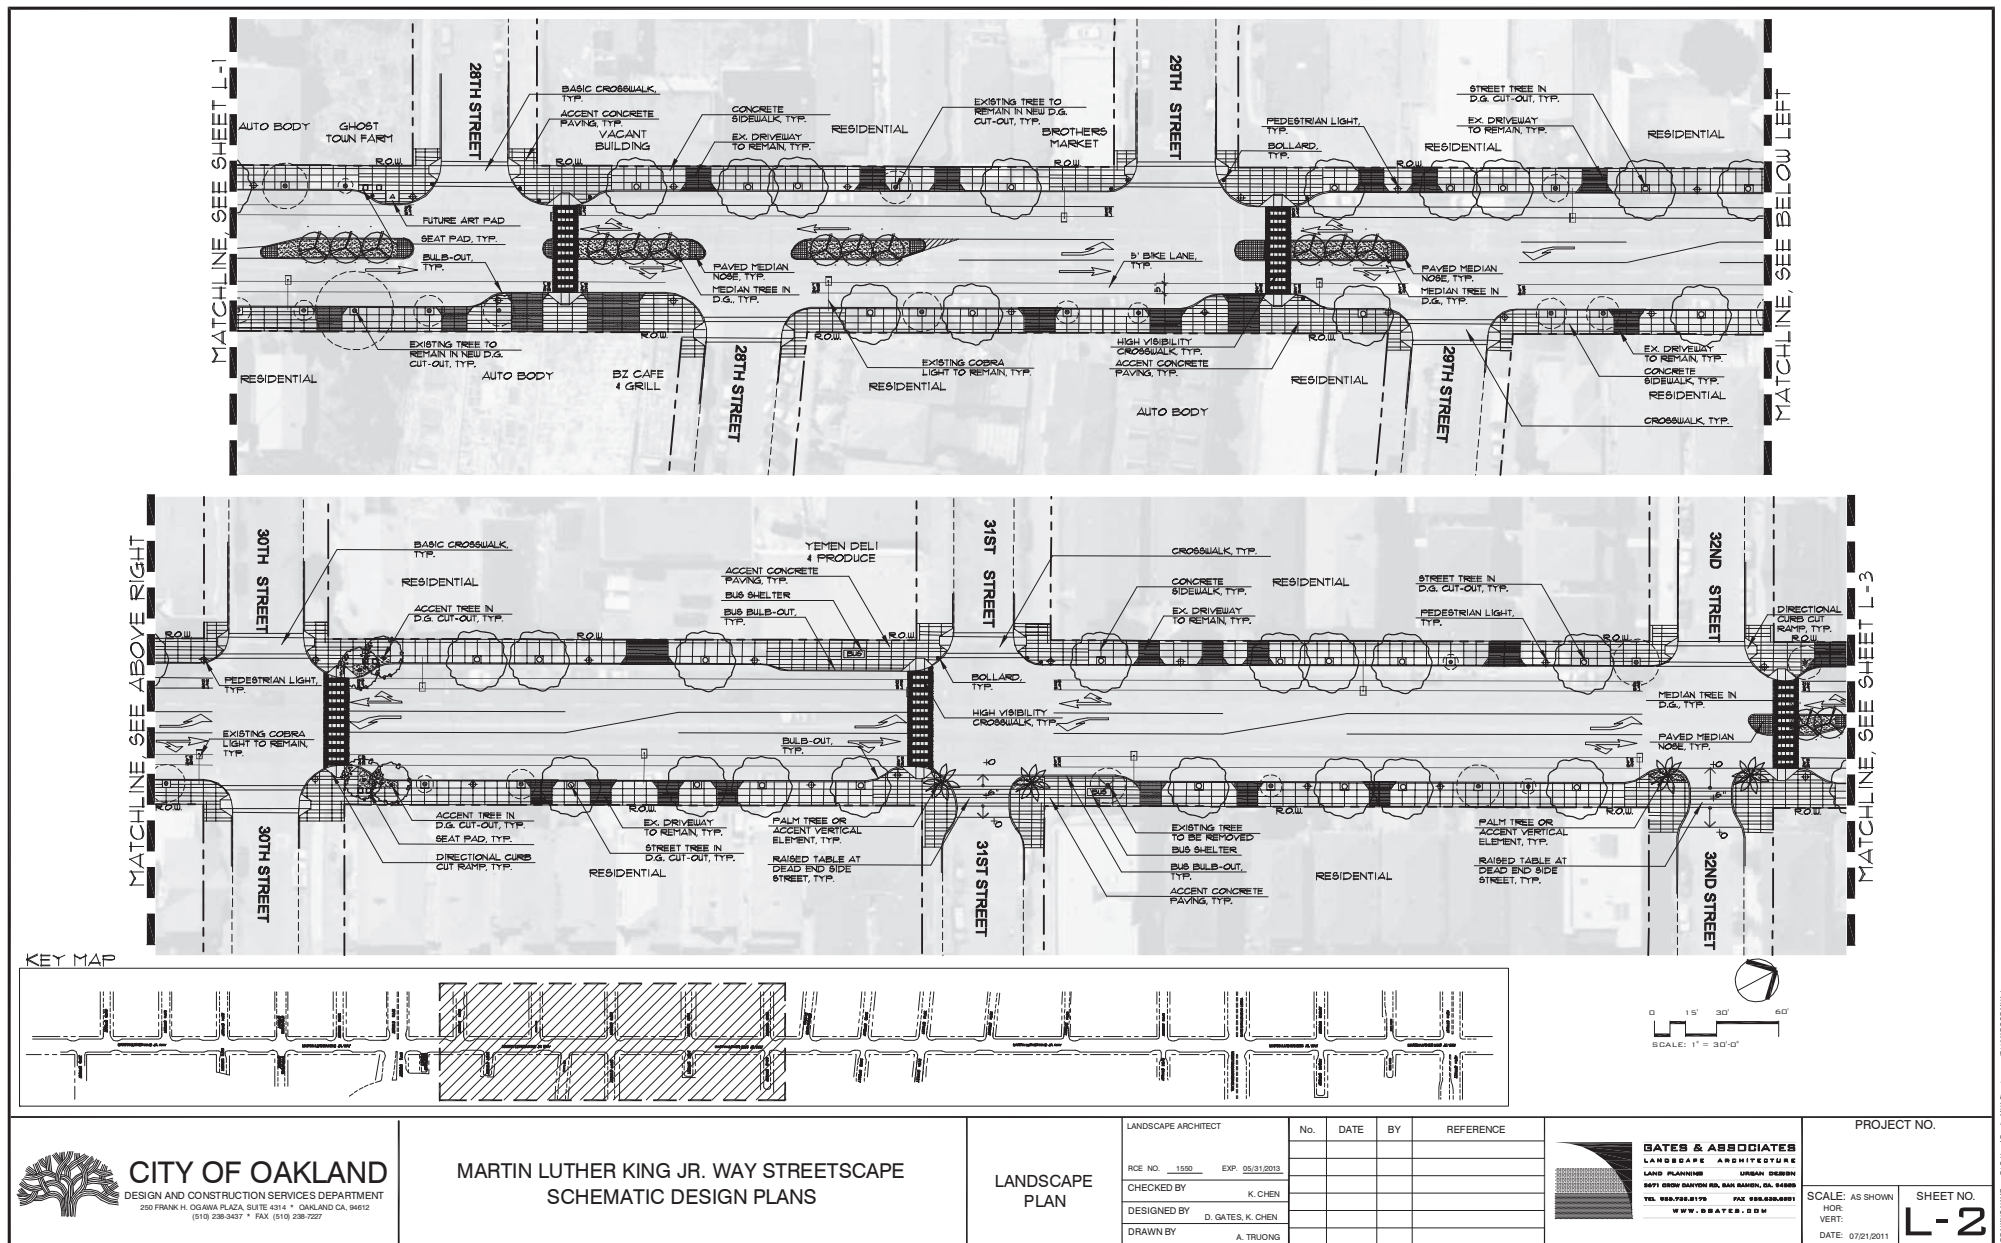 MATCHLINE, SEE SHEET L-1
AUTO BODY
GHOST
TOWN FARM
R.O.W.
28TH STREET
BASIC CROSSWALK,
TYP.
ACCENT CONCRETE
PAVING, TYP.
VACANT
BUILDING
R.O.W.
CONCRETE
SIDEWALK, TYP.
EX. DRIVEWAY
TO REMAIN, TYP.
RESIDENTIAL
EXISTING TREE TO
REMAIN IN NEW D.G.
CUT-OUT, TYP.
BROTHERS
MARKET
R.O.W.
29TH STREET
PEDESTRIAN LIGHT,
TYP.
BOLLARD,
TYP.
STREET TREE IN
D.G. CUT-OUT, TYP.
EX. DRIVEWAY
TO REMAIN, TYP.
RESIDENTIAL
R.O.W.
RESIDENTIAL
MATCHLINE, SEE BELOW LEFT
FUTURE ART PAD
SEAT PAD, TYP.
BULB-OUT,
TYP.
PAVED MEDIAN
NOSE, TYP.
MEDIAN TREE IN
D.G., TYP.
5' BIKE LANE,
TYP.
PAVED MEDIAN
NOSE, TYP.
MEDIAN TREE IN
D.G., TYP.
EXISTING TREE TO
REMAIN IN NEW D.G.
CUT-OUT, TYP.
RESIDENTIAL
AUTO BODY
BZ CAFE
& GRILL
R.O.W.
28TH STREET
R.O.W.
EXISTING COBRA
LIGHT TO REMAIN, TYP.
RESIDENTIAL
HIGH VISIBILITY
CROSSWALK, TYP.
ACCENT CONCRETE
PAVING, TYP.
AUTO BODY
R.O.W.
RESIDENTIAL
29TH STREET
R.O.W.
EX. DRIVEWAY
TO REMAIN, TYP.
CONCRETE
SIDEWALK, TYP.
RESIDENTIAL
CROSSWALK, TYP.
MATCHLINE, SEE ABOVE RIGHT
R.O.W.
30TH STREET
BASIC CROSSWALK,
TYP.
RESIDENTIAL
ACCENT TREE IN
D.G. CUT-OUT, TYP.
R.O.W.
YEMEN DELI
& PRODUCE
ACCENT CONCRETE
PAVING, TYP.
BUS SHELTER
BUS BULB-OUT,
TYP.
R.O.W.
BUS
31ST STREET
CROSSWALK, TYP.
CONCRETE
SIDEWALK, TYP.
EX. DRIVEWAY
TO REMAIN, TYP.
RESIDENTIAL
STREET TREE IN
D.G. CUT-OUT, TYP.
PEDESTRIAN LIGHT,
TYP.
R.O.W.
32ND STREET
DIRECTIONAL
CURB CUT
RAMP, TYP.
R.O.W.
MATCHLINE, SEE SHEET L-3
PEDESTRIAN LIGHT,
TYP.
EXISTING COBRA
LIGHT TO REMAIN,
TYP.
BULB-OUT,
TYP.
BOLLARD,
TYP.
HIGH VISIBILITY
CROSSWALK, TYP.
MEDIAN TREE IN
D.G., TYP.
PAVED MEDIAN
NOSE, TYP.
R.O.W.
30TH STREET
ACCENT TREE IN
D.G. CUT-OUT, TYP.
SEAT PAD, TYP.
DIRECTIONAL CURB
CUT RAMP, TYP.
R.O.W.
EX. DRIVEWAY
TO REMAIN, TYP.
STREET TREE IN
D.G. CUT-OUT, TYP.
RESIDENTIAL
PALM TREE OR
ACCENT VERTICAL
ELEMENT, TYP.
RAISED TABLE AT
DEAD END SIDE
STREET, TYP.
R.O.W.
31ST STREET
BUS
EXISTING TREE
TO BE REMOVED
BUS SHELTER
BUS BULB-OUT,
TYP.
ACCENT CONCRETE
PAVING, TYP.
RESIDENTIAL
PALM TREE OR
ACCENT VERTICAL
ELEMENT, TYP.
RAISED TABLE AT
DEAD END SIDE
STREET, TYP.
R.O.W.
32ND STREET
R.O.W.
KEY MAP
0 15' 30' 60'
SCALE: 1" = 30'-0"
CITY OF OAKLAND
DESIGN AND CONSTRUCTION SERVICES DEPARTMENT
250 FRANK H. OGAWA PLAZA, SUITE 4314 * OAKLAND CA, 94612
(510) 238-3437 * FAX (510) 238-7227
MARTIN LUTHER KING JR. WAY STREETSCAPE
SCHEMATIC DESIGN PLANS
LANDSCAPE
PLAN
LANDSCAPE ARCHITECT
RCE NO. 1550 EXP. 05/31/2013
CHECKED BY K. CHEN
DESIGNED BY D. GATES, K. CHEN
DRAWN BY A. TRUONG
No. DATE BY REFERENCE
GATES & ASSOCIATES
LANDSCAPE ARCHITECTURE
LAND PLANNING URBAN DESIGN
2671 CROW CANYON RD, SAN RAMON, CA. 94583
WWW.DGATES.COM
PROJECT NO.
SCALE: AS SHOWN
HOR:
VERT:
DATE: 07/21/2011
SHEET NO.
L-2